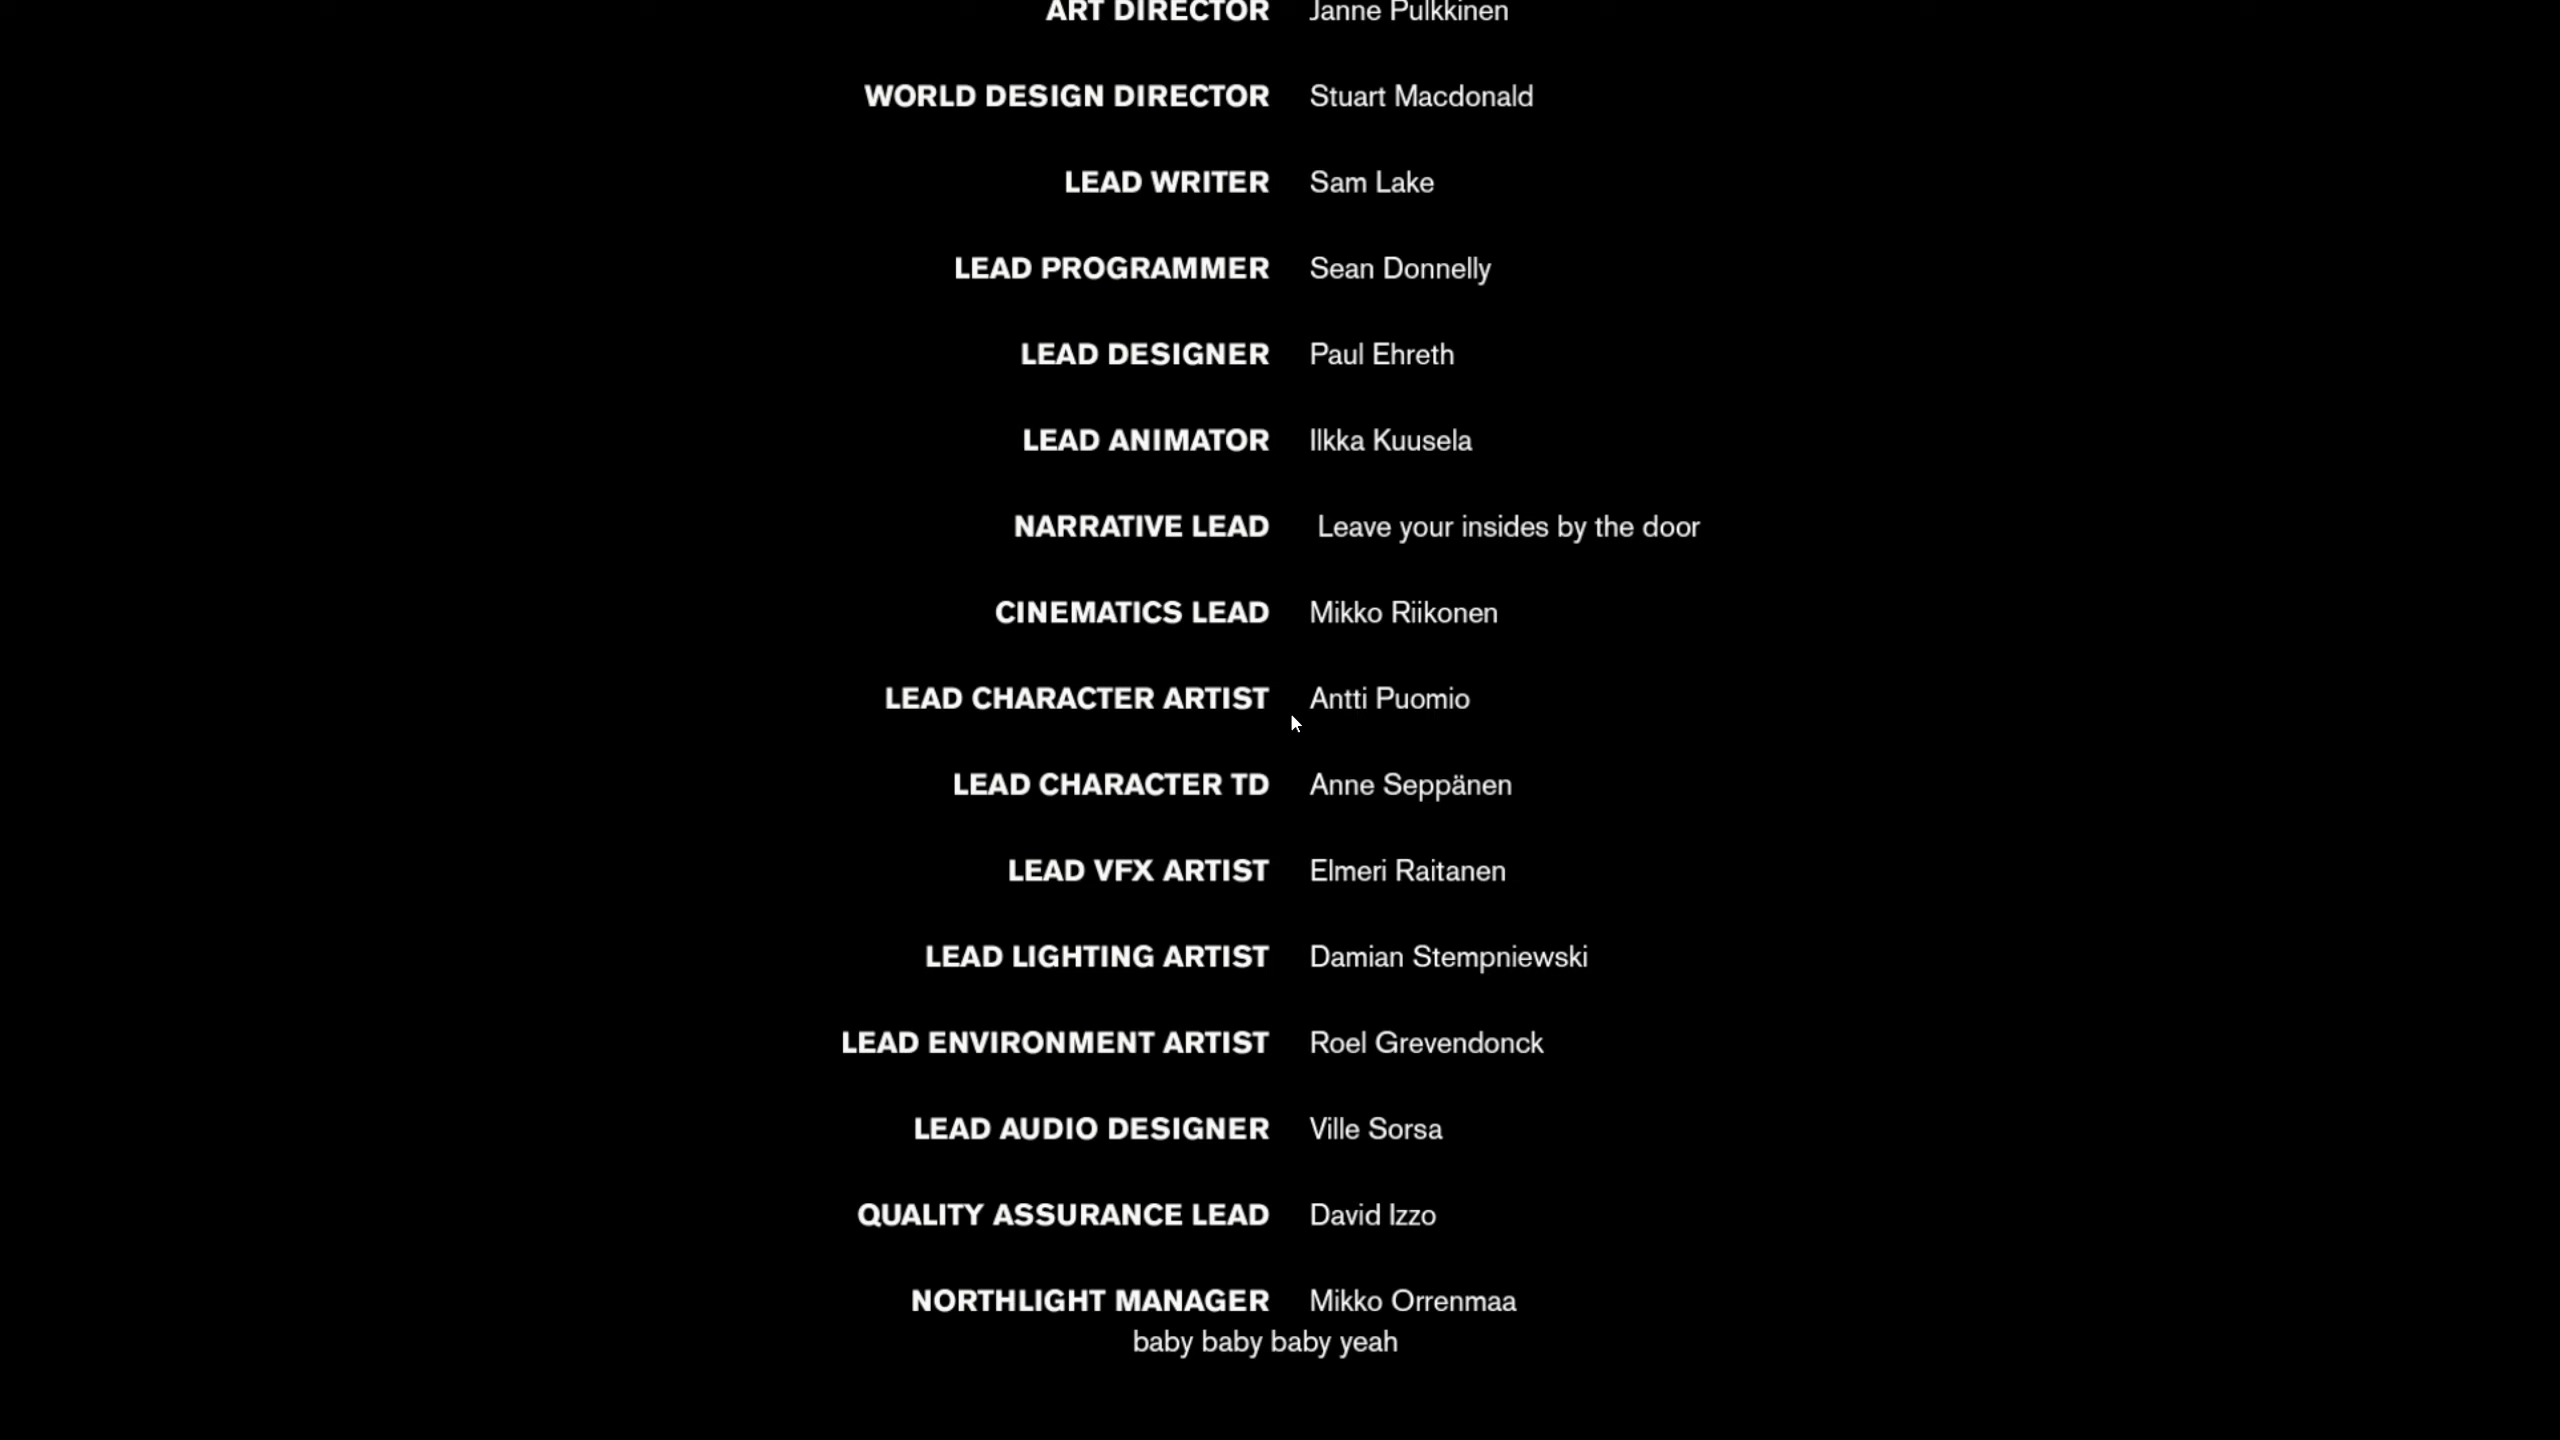 ART DIRECTOR Janne Pulkkinen
WORLD DESIGN DIRECTOR Stuart Macdonald
LEAD WRITER Sam Lake
LEAD PROGRAMMER Sean Donnelly
LEAD DESIGNER Paul Ehreth
LEAD ANIMATOR Ilkka Kuusela
NARRATIVE LEAD Leave your insides by the door
CINEMATICS LEAD Mikko Riikonen
LEAD CHARACTER ARTIST Antti Puomio
LEAD CHARACTER TD Anne Seppänen
LEAD VFX ARTIST Elmeri Raitanen
LEAD LIGHTING ARTIST Damian Stempniewski
LEAD ENVIRONMENT ARTIST Roel Grevendonck
LEAD AUDIO DESIGNER Ville Sorsa
QUALITY ASSURANCE LEAD David Izzo
NORTHLIGHT MANAGER Mikko Orrenmaa
baby baby baby yeah